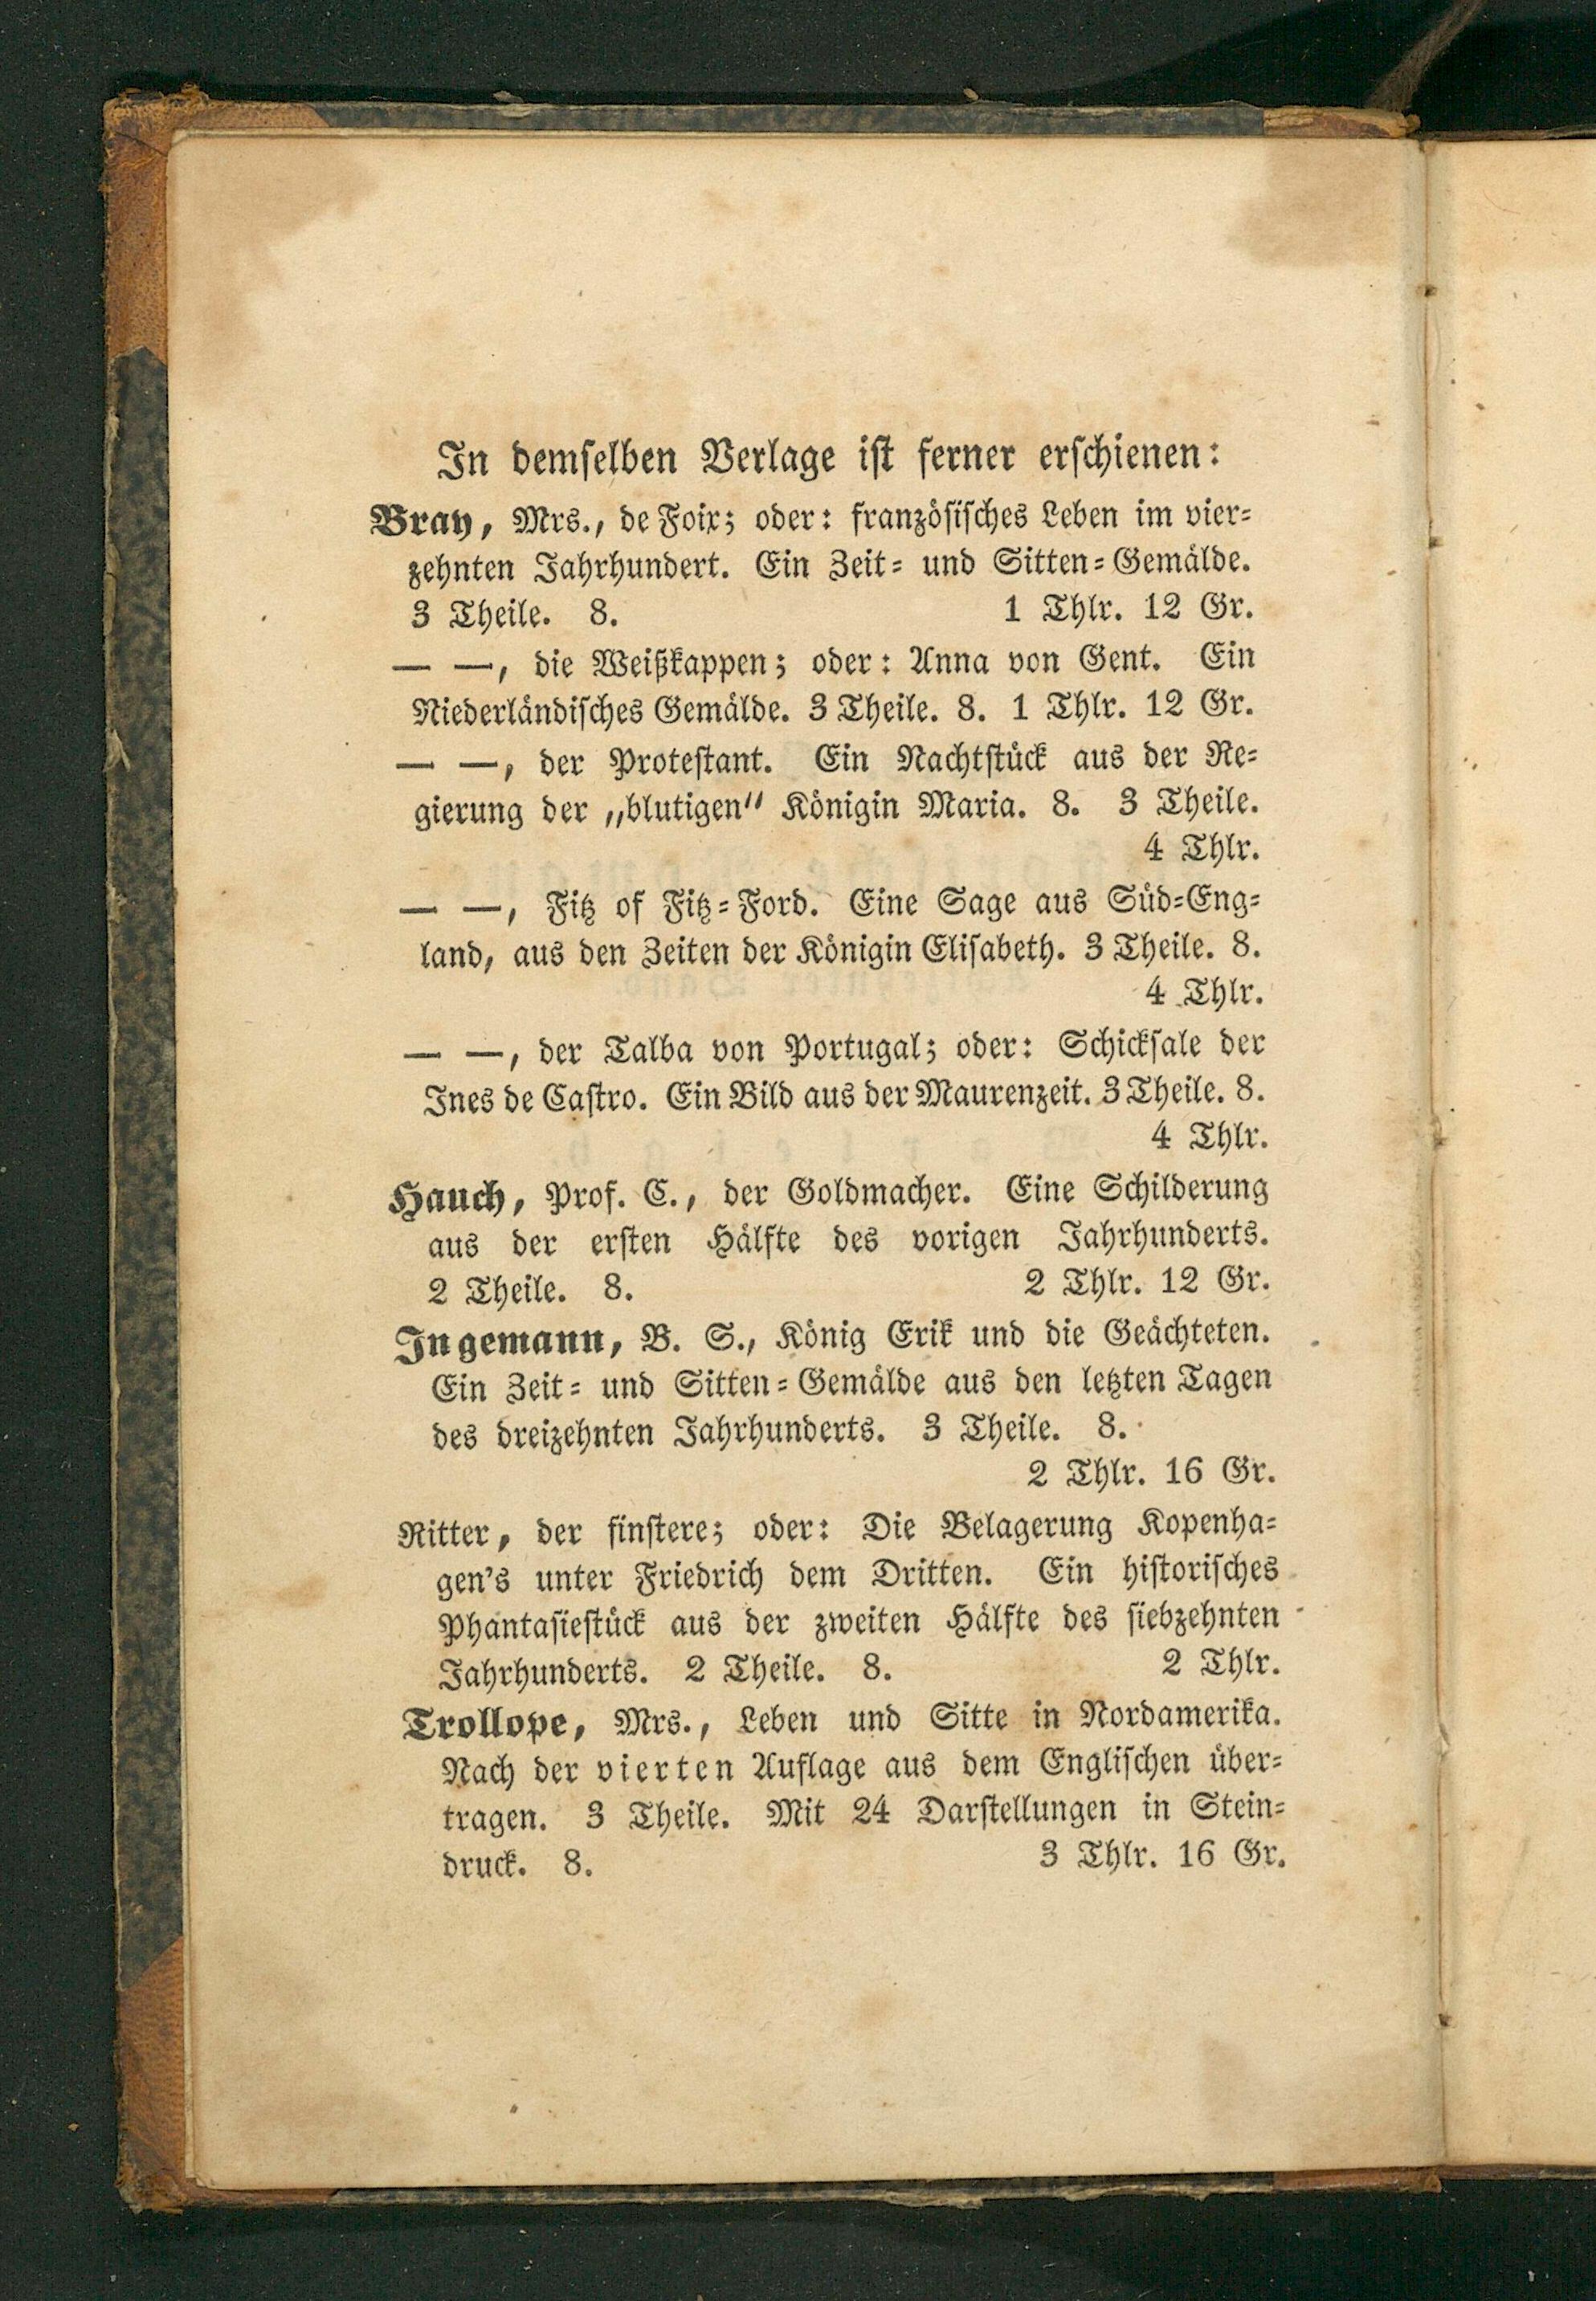 In demselben Verlage ist ferner erschienen:
Bray, Mrs., de Foix; oder: französisches Leben im vier-
zehnten Jahrhundert. Ein Zeit- und Sitten-Gemälde.
3 Theile. 8. 1 Thlr. 12 Gr.
— —, die Weißkappen; oder: Anna von Gent. Ein
Niederländisches Gemälde. 3 Theile. 8. 1 Thlr. 12 Gr.
— —, der Protestant. Ein Nachtstück aus der Re-
gierung der „blutigen" Königin Maria. 8. 3 Theile.
4 Thlr.
— —, Fitz of Fitz-Ford. Eine Sage aus Süd-Eng-
land, aus den Zeiten der Königin Elisabeth. 3 Theile. 8.
4 Thlr.
— —, der Talba von Portugal; oder: Schicksale der
Ines de Castro. Ein Bild aus der Maurenzeit. 3 Theile. 8.
4 Thlr.
Hauch, Prof. C., der Goldmacher. Eine Schilderung
aus der ersten Hälfte des vorigen Jahrhunderts.
2 Theile. 8. 2 Thlr. 12 Gr.
Ingemann, B. S., König Erik und die Geächteten.
Ein Zeit- und Sitten-Gemälde aus den letzten Tagen
des dreizehnten Jahrhunderts. 3 Theile. 8.
2 Thlr. 16 Gr.
Ritter, der finstere; oder: Die Belagerung Kopenha-
gen's unter Friedrich dem Dritten. Ein historisches
Phantasiestück aus der zweiten Hälfte des siebzehnten
Jahrhunderts. 2 Theile. 8. 2 Thlr.
Trollope, Mrs., Leben und Sitte in Nordamerika.
Nach der vierten Auflage aus dem Englischen über-
tragen. 3 Theile. Mit 24 Darstellungen in Stein-
druck. 8. 3 Thlr. 16 Gr.